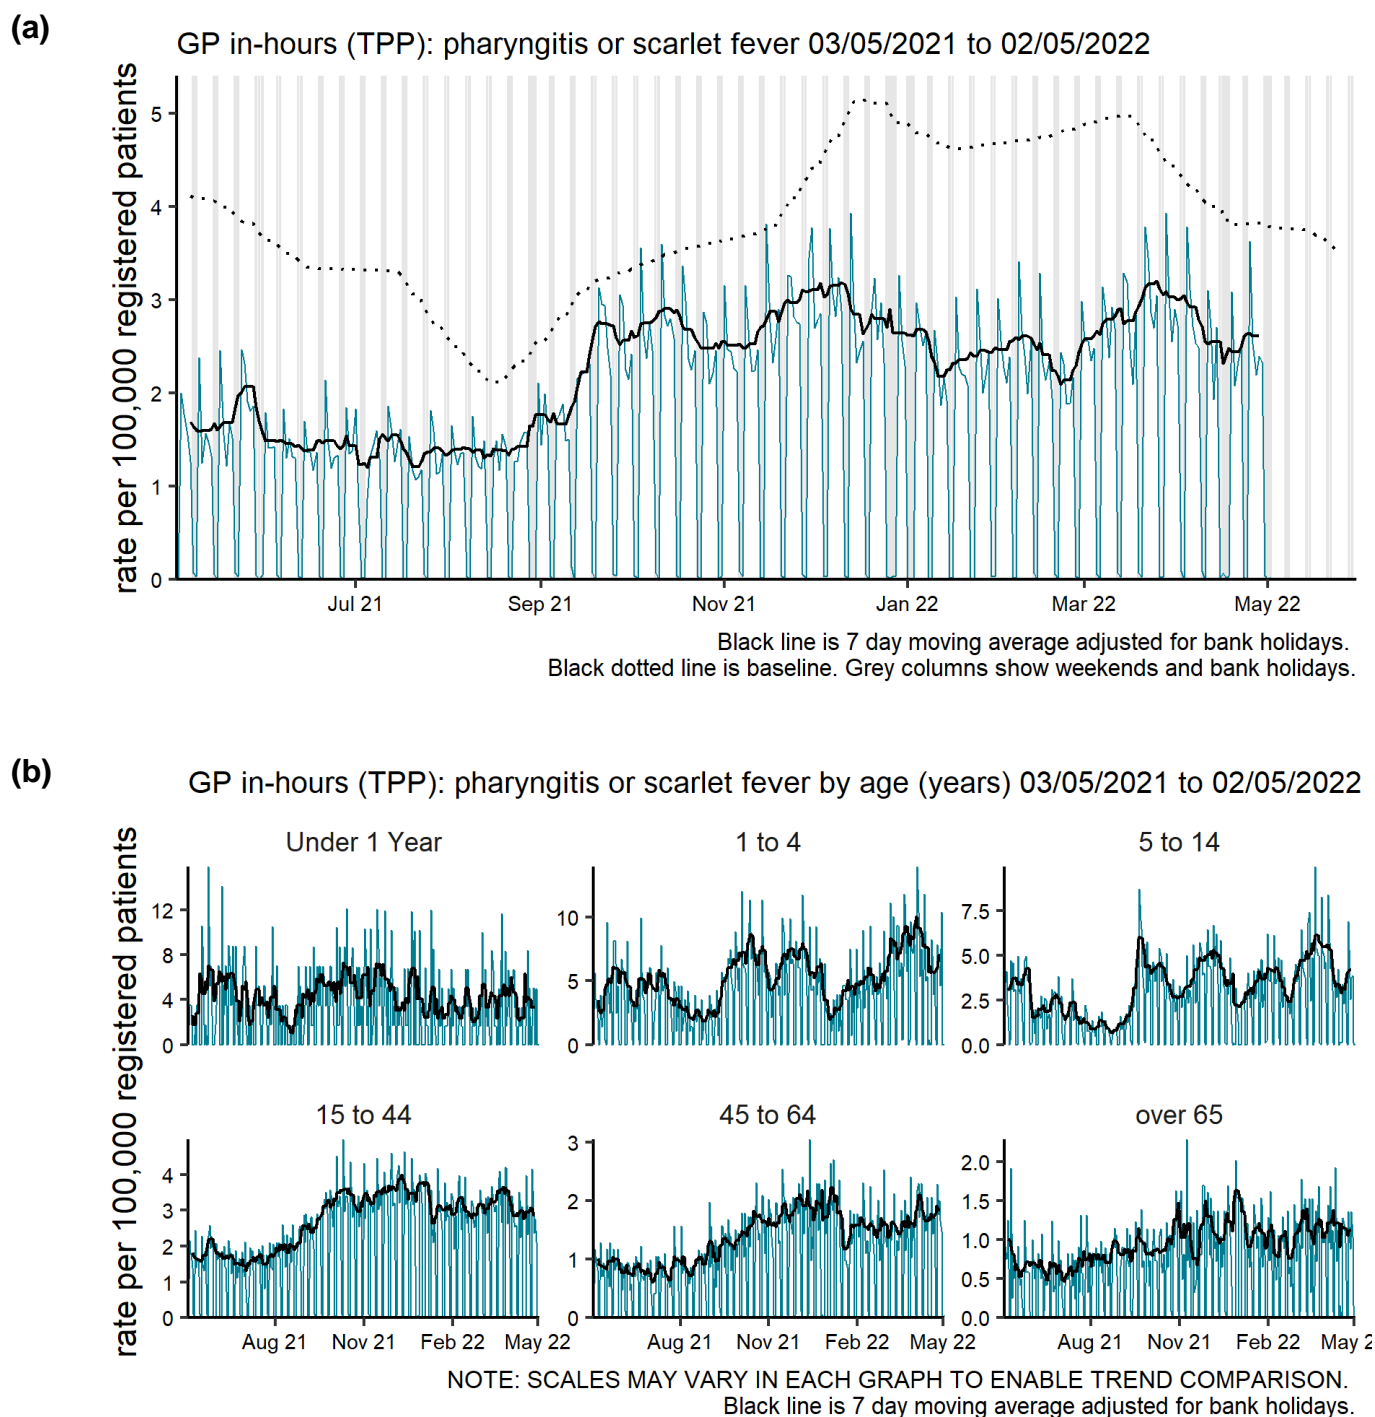 (a)
GP in-hours (TPP): pharyngitis or scarlet fever 03/05/2021 to 02/05/2022
rate per 100,000 registered patients
5
4
3
2
1
0
Jul 21 Sep 21 Nov 21 Jan 22 Mar 22 May 22
Black line is 7 day moving average adjusted for bank holidays.
Black dotted line is baseline. Grey columns show weekends and bank holidays.
(b)
GP in-hours (TPP): pharyngitis or scarlet fever by age (years) 03/05/2021 to 02/05/2022
rate per 100,000 registered patients
Under 1 Year
12
8
4
0
1 to 4
10
5
0
5 to 14
7.5
5.0
2.5
0.0
15 to 44
4
3
2
1
0
Aug 21 Nov 21 Feb 22 May 22
45 to 64
3
2
1
0
Aug 21 Nov 21 Feb 22 May 22
over 65
2.0
1.5
1.0
0.5
0.0
Aug 21 Nov 21 Feb 22 May 2
NOTE: SCALES MAY VARY IN EACH GRAPH TO ENABLE TREND COMPARISON.
Black line is 7 day moving average adjusted for bank holidays.